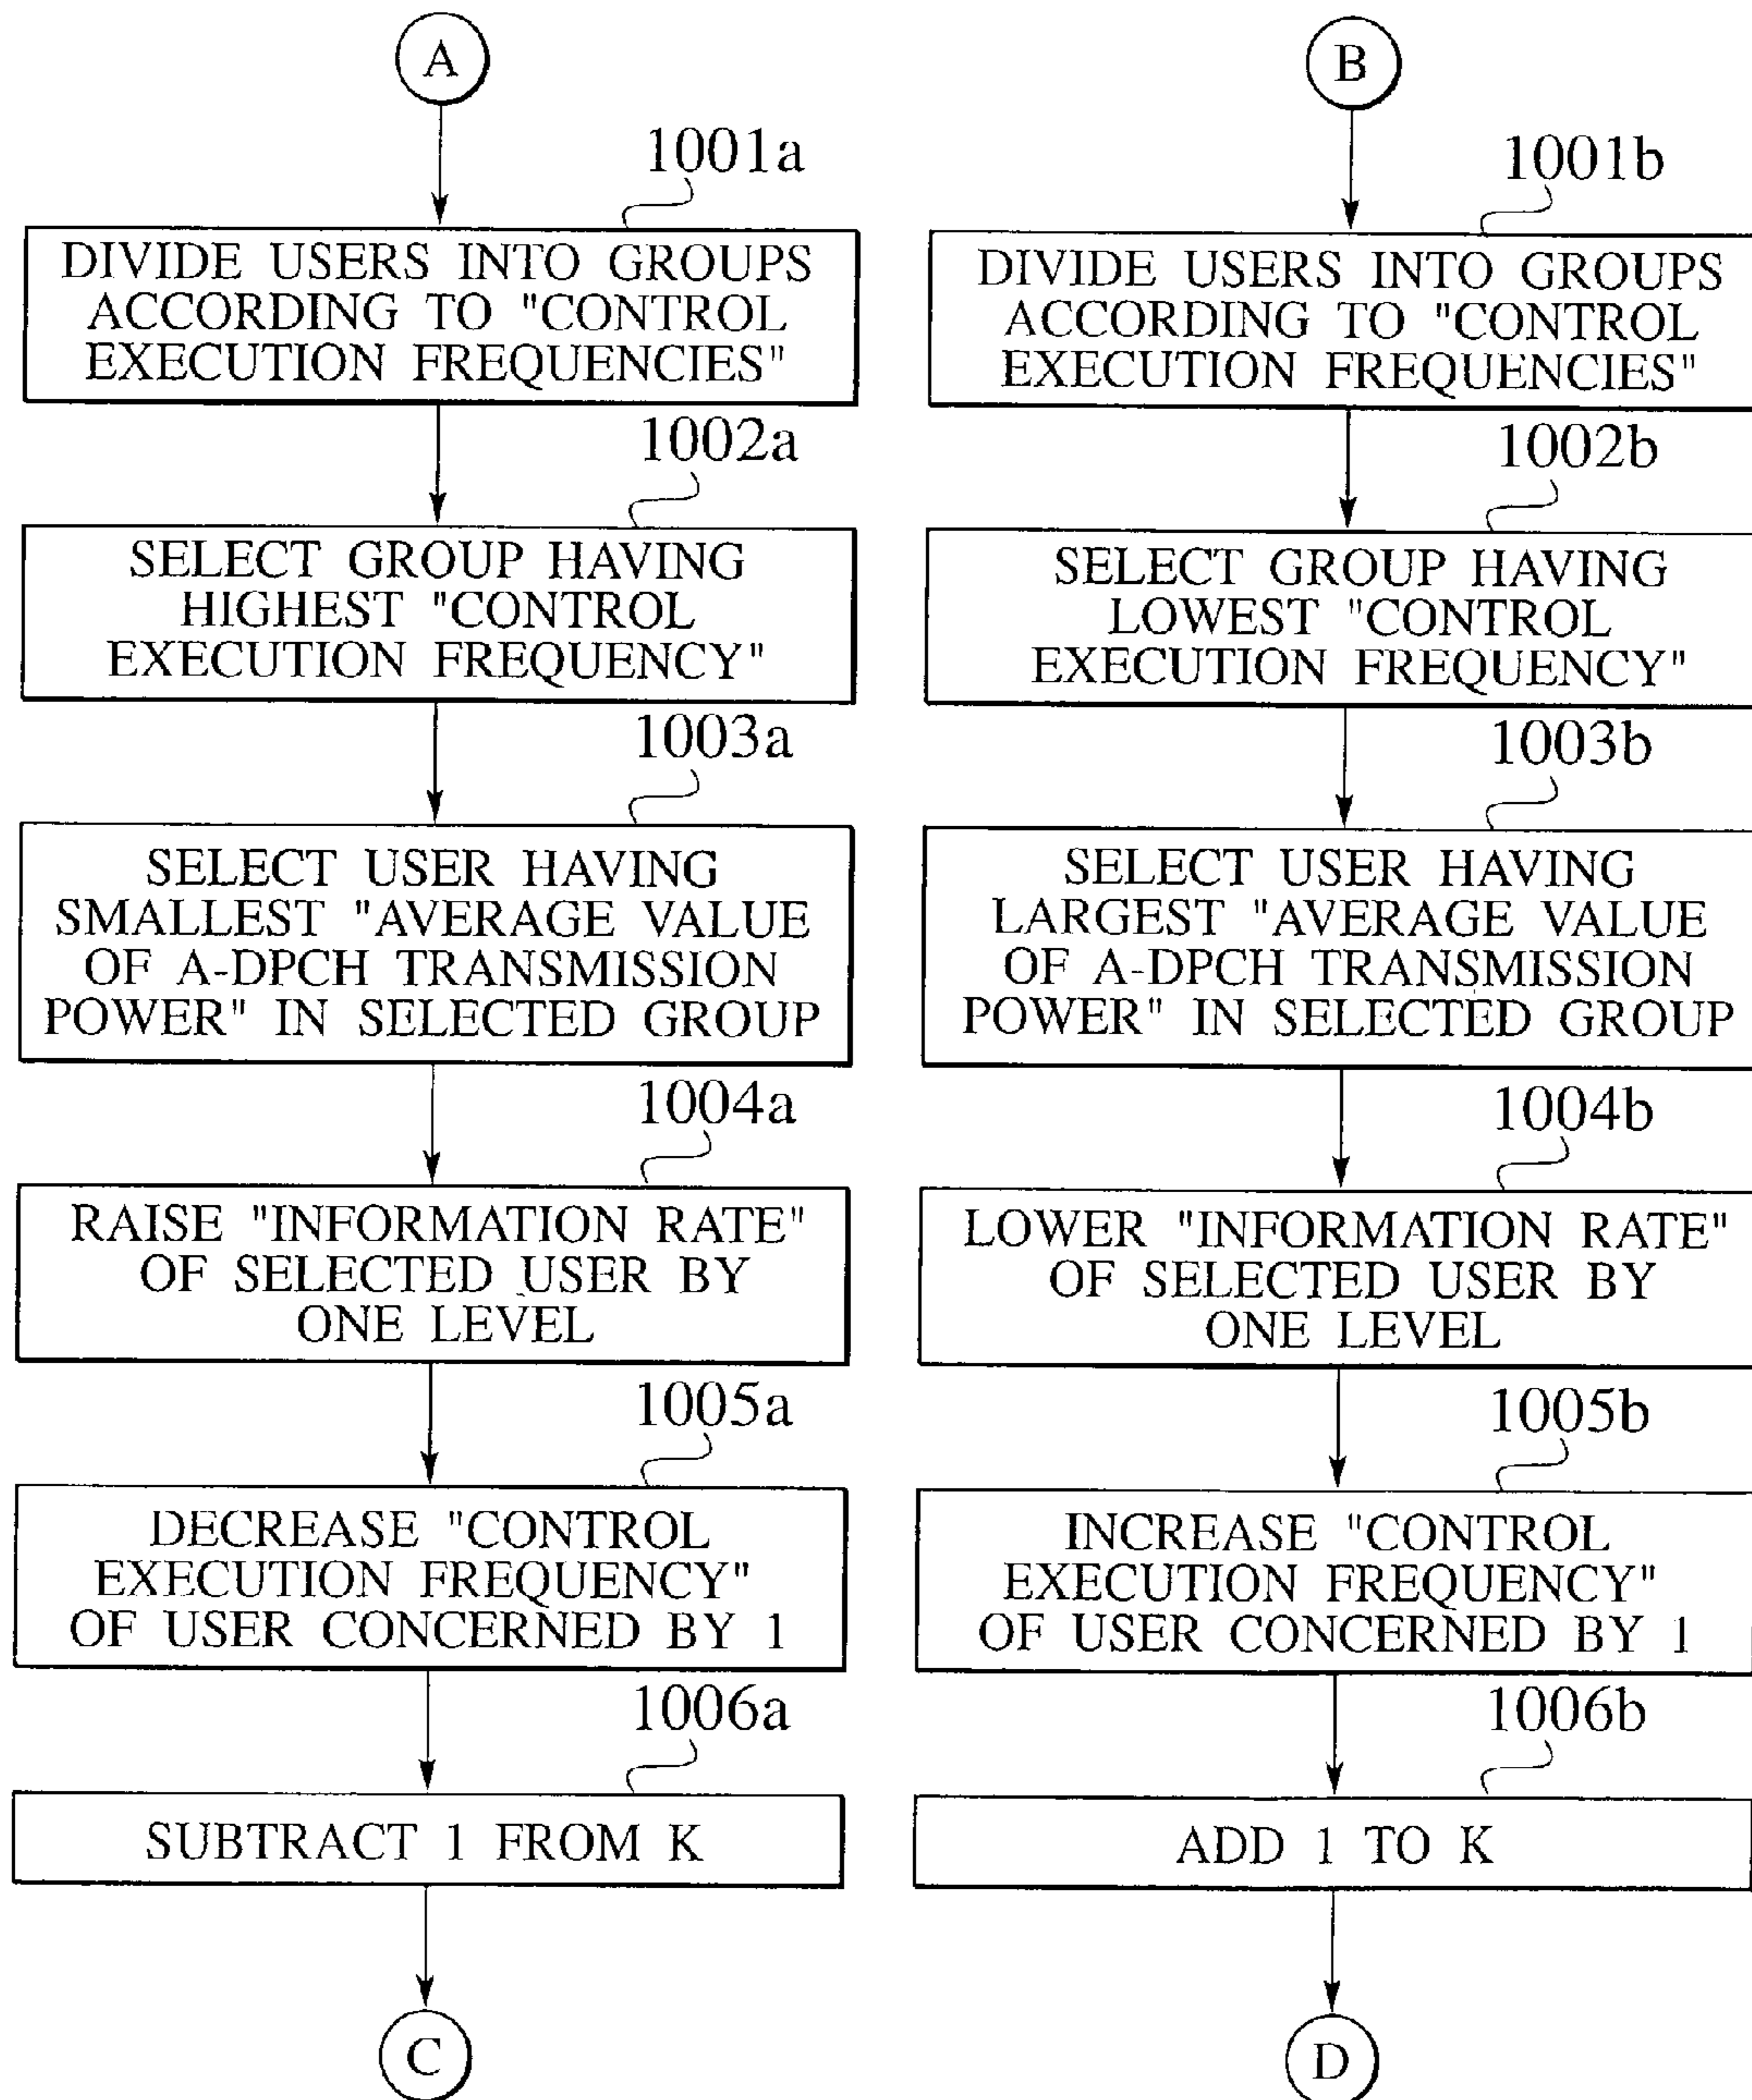 A
1001a
DIVIDE USERS INTO GROUPS
ACCORDING TO "CONTROL
EXECUTION FREQUENCIES"
1002a
SELECT GROUP HAVING
HIGHEST "CONTROL
EXECUTION FREQUENCY"
1003a
SELECT USER HAVING
SMALLEST "AVERAGE VALUE
OF A-DPCH TRANSMISSION
POWER" IN SELECTED GROUP
1004a
RAISE "INFORMATION RATE"
OF SELECTED USER BY
ONE LEVEL
1005a
DECREASE "CONTROL
EXECUTION FREQUENCY"
OF USER CONCERNED BY 1
1006a
SUBTRACT 1 FROM K
C
B
1001b
DIVIDE USERS INTO GROUPS
ACCORDING TO "CONTROL
EXECUTION FREQUENCIES"
1002b
SELECT GROUP HAVING
LOWEST "CONTROL
EXECUTION FREQUENCY"
1003b
SELECT USER HAVING
LARGEST "AVERAGE VALUE
OF A-DPCH TRANSMISSION
POWER" IN SELECTED GROUP
1004b
LOWER "INFORMATION RATE"
OF SELECTED USER BY
ONE LEVEL
1005b
INCREASE "CONTROL
EXECUTION FREQUENCY"
OF USER CONCERNED BY 1
1006b
ADD 1 TO K
D